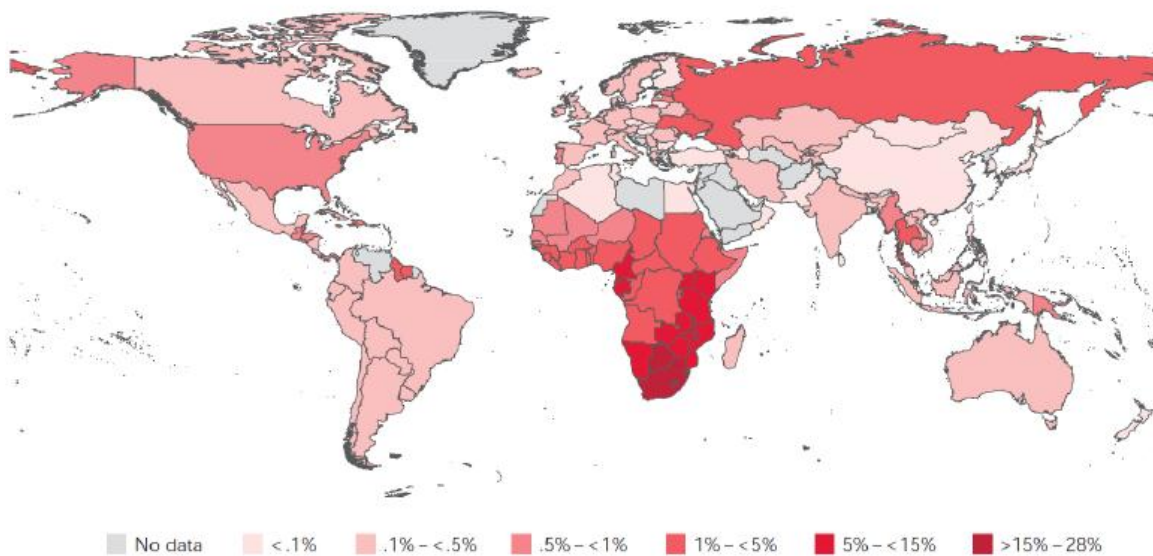 No data < .1% .1% – <.5% .5% – <1% 1% – <5% 5% – <15% >15% – 28%